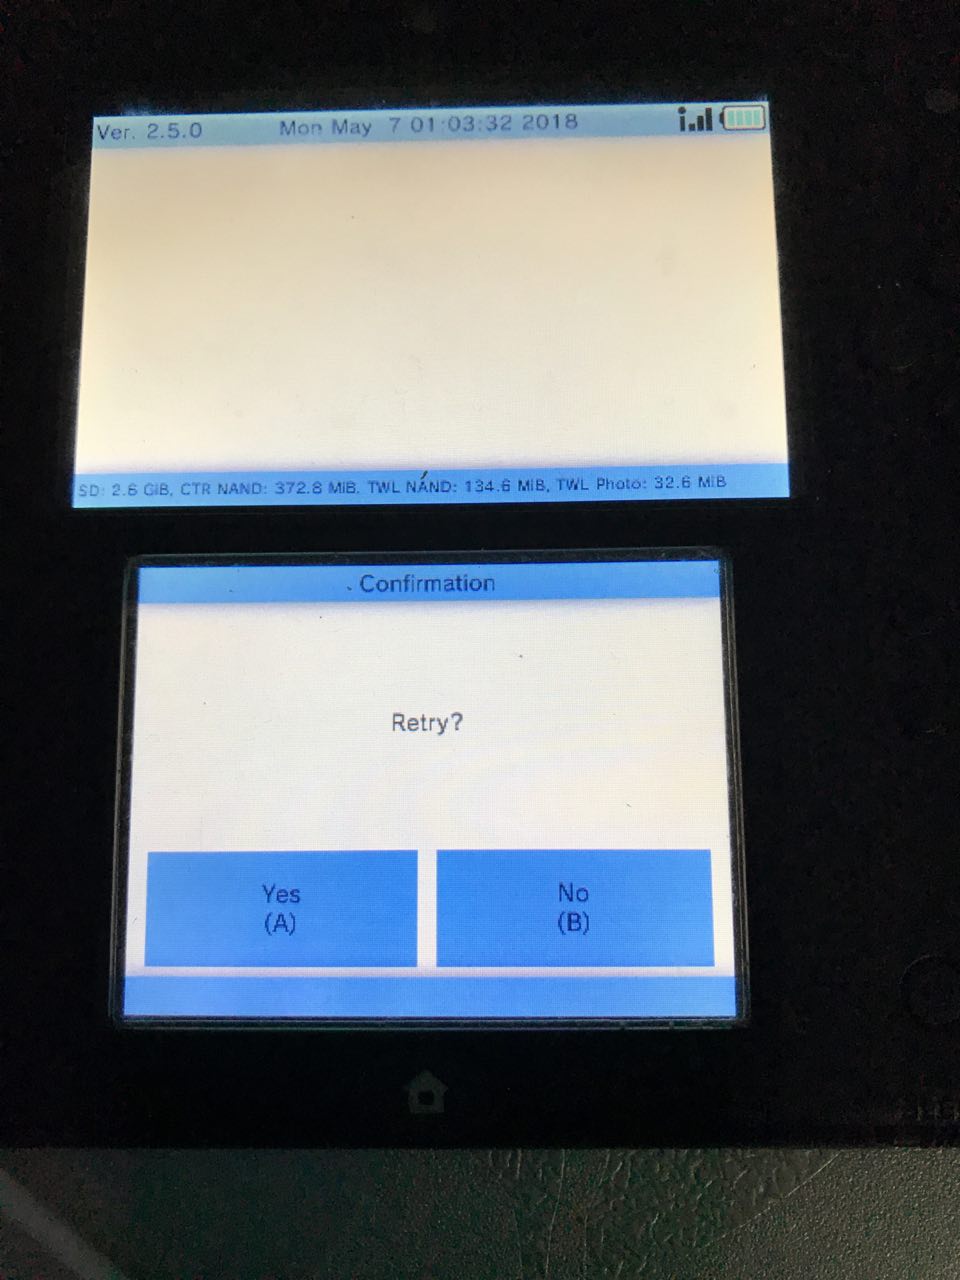 Ver. 2.5.0 Mon May 7 01:03:32 2018
SD: 2.6 GiB, CTR NAND: 372.8 MiB, TWL NAND: 134.6 MiB, TWL Photo: 32.6 MiB
Confirmation
Retry?
Yes No
(A) (B)